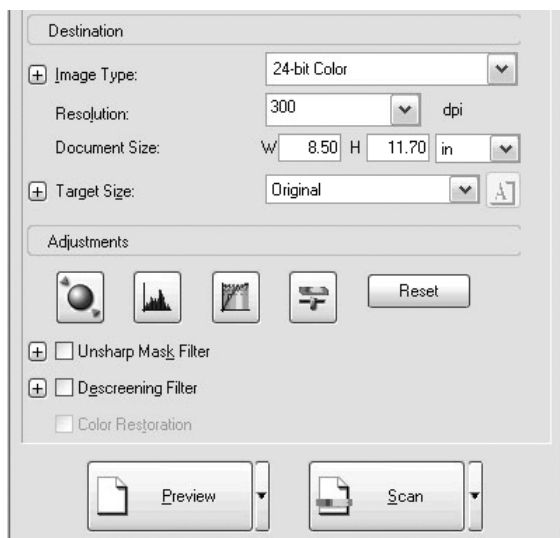 Destination
Image Type: 24-bit Color
Resolution: 300 dpi
Document Size: W 8.50 H 11.70 in
Target Size: Original A
Adjustments
Reset
Unsharp Mask Filter
Descreening Filter
Color Restoration
Preview Scan